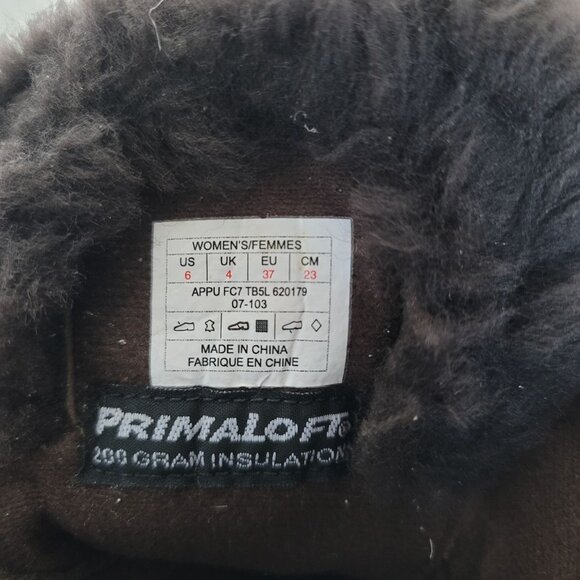 WOMEN'S/FEMMES
US UK EU CM
6 4 37 23
APPU FC7 TB5L 620179
07-103
MADE IN CHINA
FABRIQUE EN CHINE
PRIMALOFT®
200 GRAM INSULATION